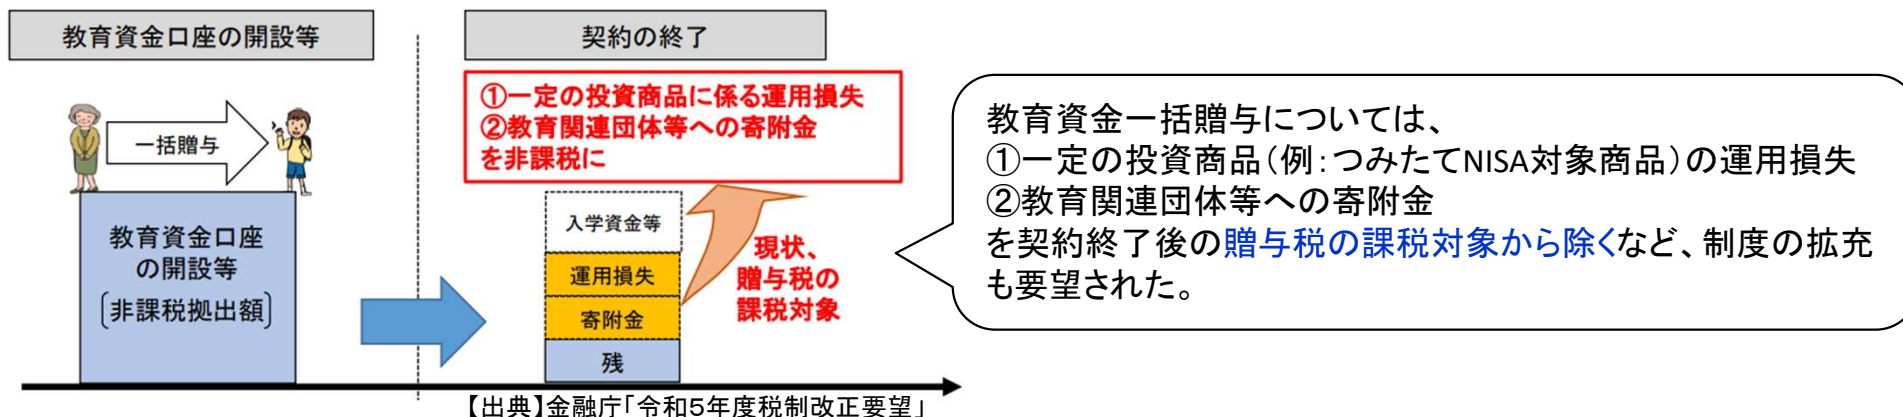 教育資金口座の開設等
契約の終了
①一定の投資商品に係る運用損失
②教育関連団体等への寄附金
を非課税に
一括贈与
教育資金口座
の開設等
〔非課税拠出額〕
入学資金等
運用損失
寄附金
残
現状、
贈与税の
課税対象
教育資金一括贈与については、
①一定の投資商品(例:つみたてNISA対象商品)の運用損失
②教育関連団体等への寄附金
を契約終了後の贈与税の課税対象から除くなど、制度の拡充
も要望された。
【出典】金融庁「令和5年度税制改正要望」